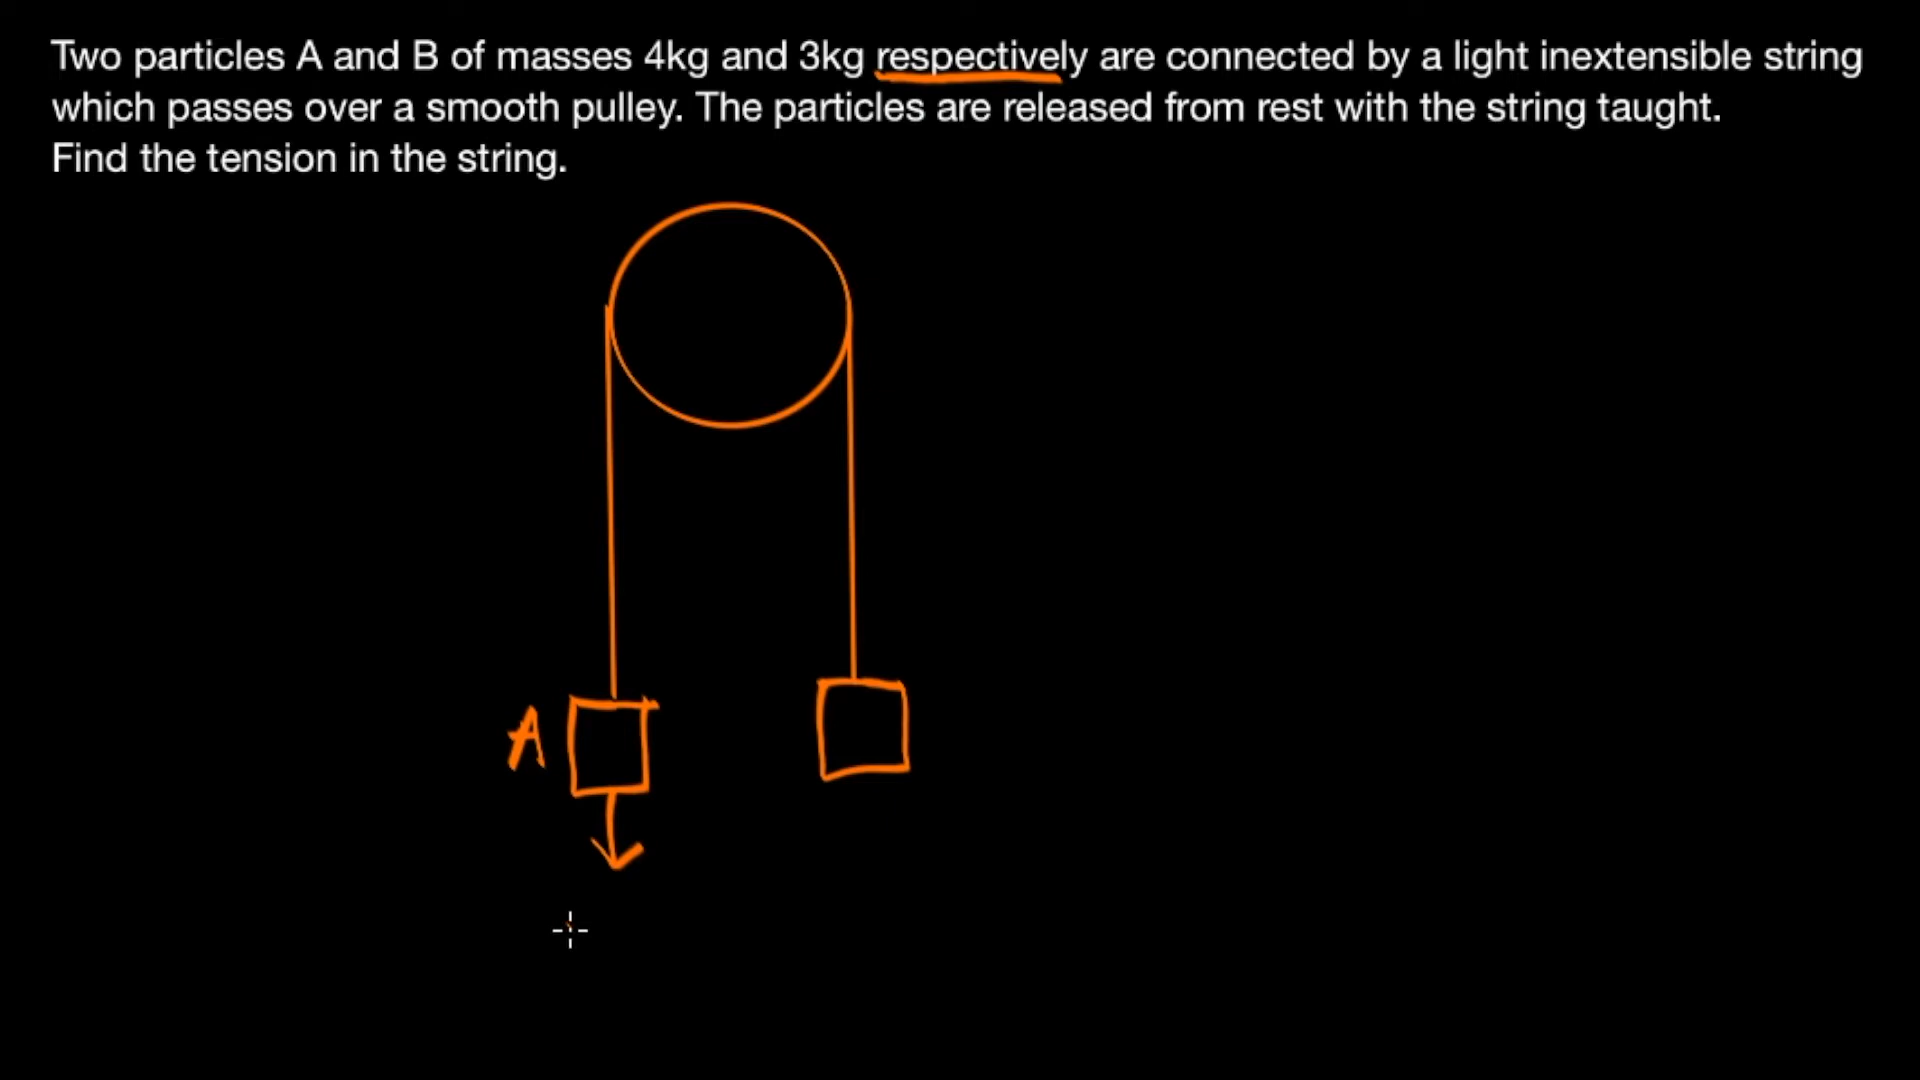 Two particles A and B of masses 4kg and 3kg respectively are connected by a light inextensible string
which passes over a smooth pulley. The particles are released from rest with the string taught.
Find the tension in the string.
A